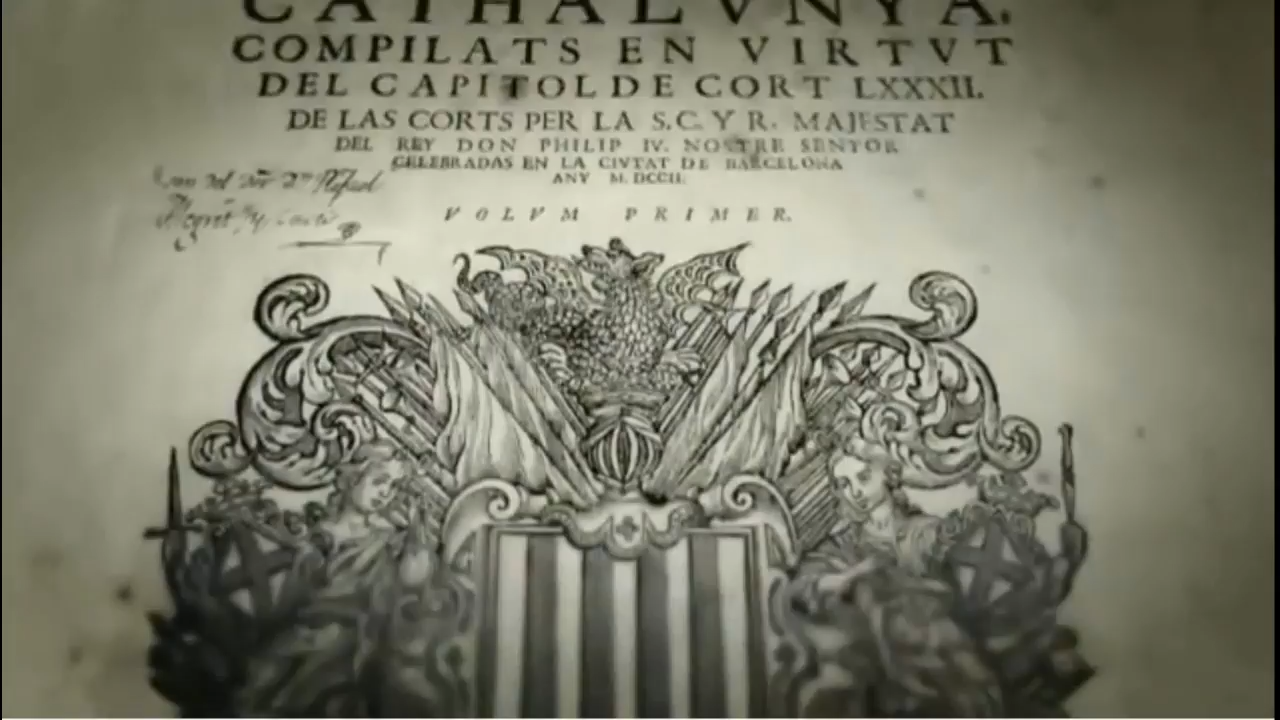 CATHALVNYA.
COMPILATS EN VIRTVT
DEL CAPITOL DE CORT LXXXII.
DE LAS CORTS PER LA S.C.Y R. MAJESTAT
DEL REY DON PHILIP IV. NOSTRE SENYOR
CELEBRADAS EN LA CIVTAT DE BARCELONA
ANY M.DCCII.
VOLVM PRIMER.